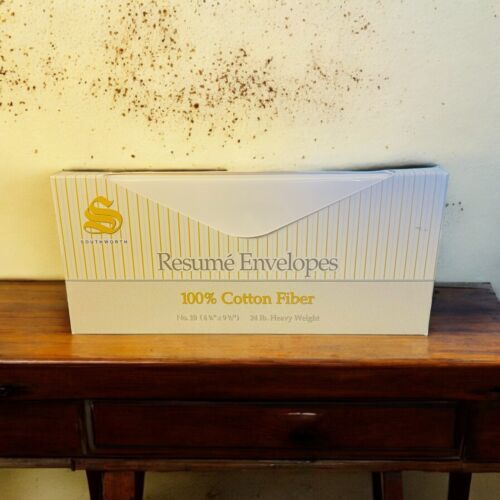 S
SOUTHWORTH
Resumé Envelopes
100% Cotton Fiber
No. 10 (4 ⅛" x 9 ½") 24 lb. Heavy Weight